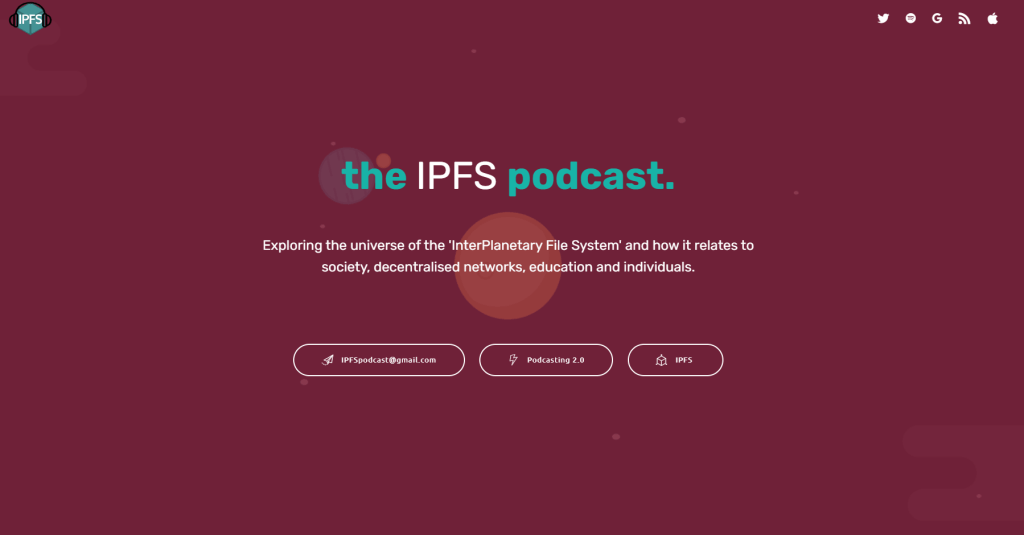 IPFS
the IPFS podcast.
Exploring the universe of the 'InterPlanetary File System' and how it relates to
society, decentralised networks, education and individuals.
IPFSpodcast@gmail.com
Podcasting 2.0
IPFS